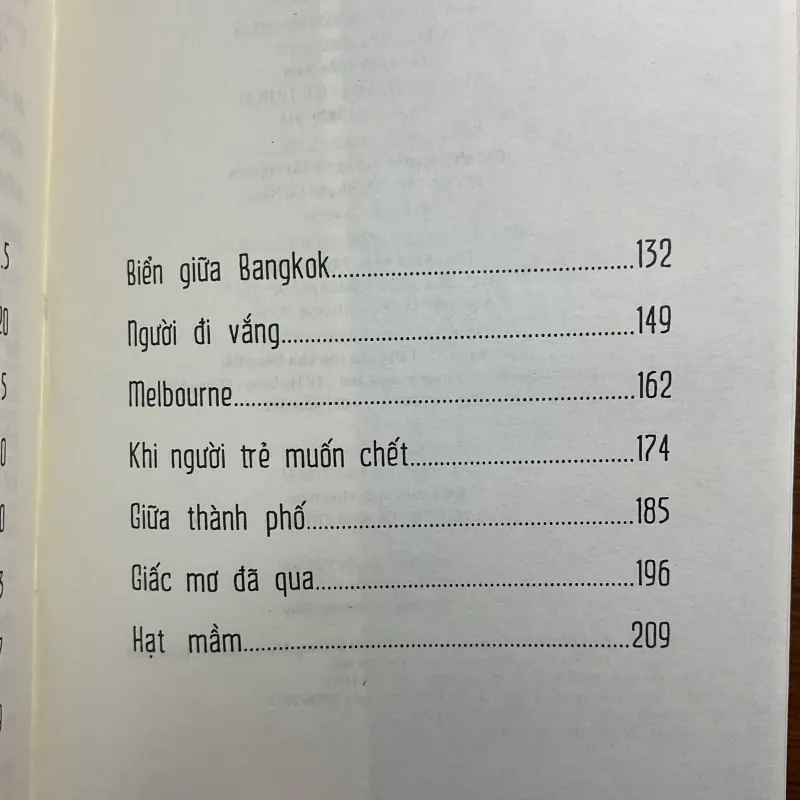 Biển giữa Bangkok..............................................132
Người đi vắng......................................................149
Melbourne.............................................................162
Khi người trẻ muốn chết..................................174
Giữa thành phố..................................................185
Giấc mơ đã qua................................................196
Hạt mầm...........................................................209